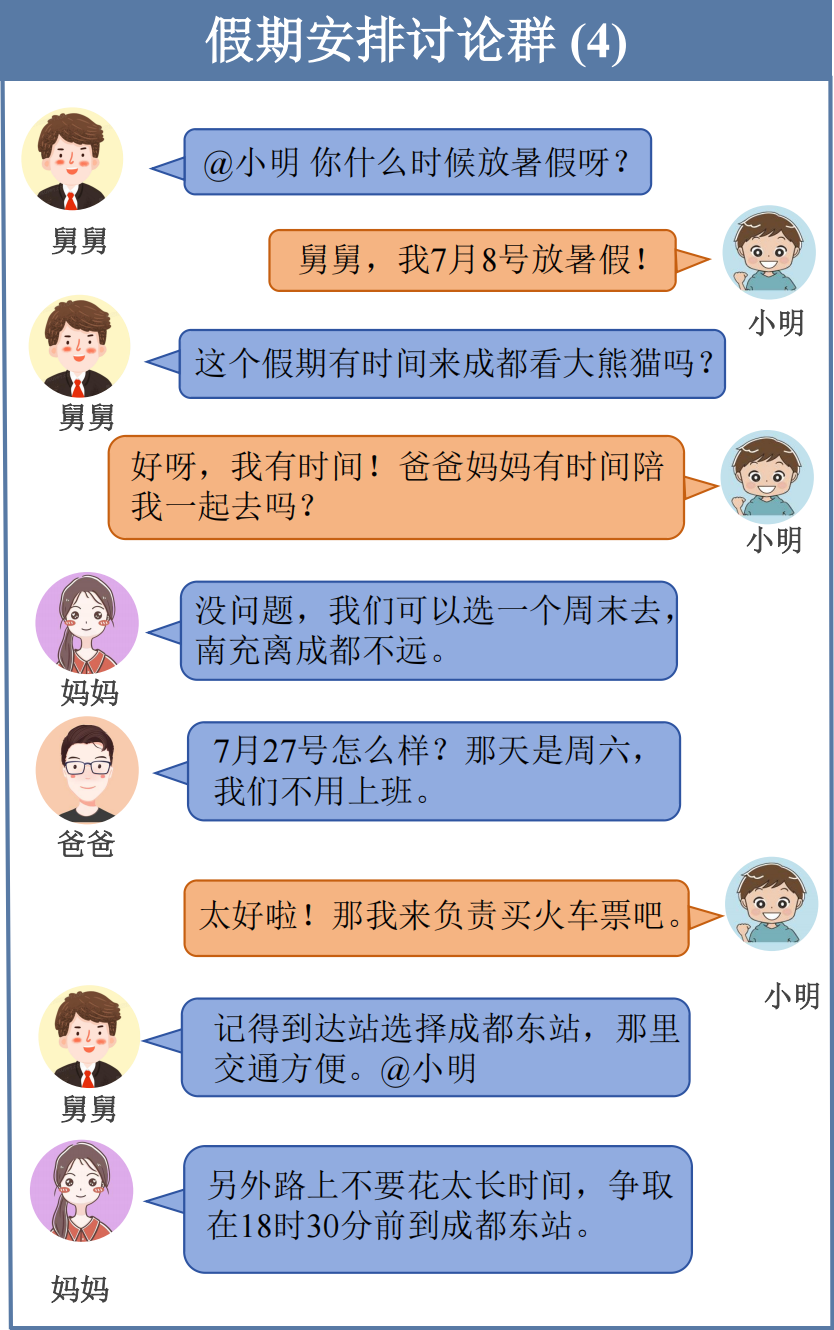 假期安排讨论群 (4)
@小明 你什么时候放暑假呀？
舅舅
舅舅，我7月8号放暑假！
小明
这个假期有时间来成都看大熊猫吗？
舅舅
好呀，我有时间！爸爸妈妈有时间陪
我一起去吗？
小明
没问题，我们可以选一个周末去，
南充离成都不远。
妈妈
7月27号怎么样？那天是周六，
我们不用上班。
爸爸
太好啦！那我来负责买火车票吧。
小明
记得到达站选择成都东站，那里
交通方便。@小明
舅舅
另外路上不要花太长时间，争取
在18时30分前到成都东站。
妈妈